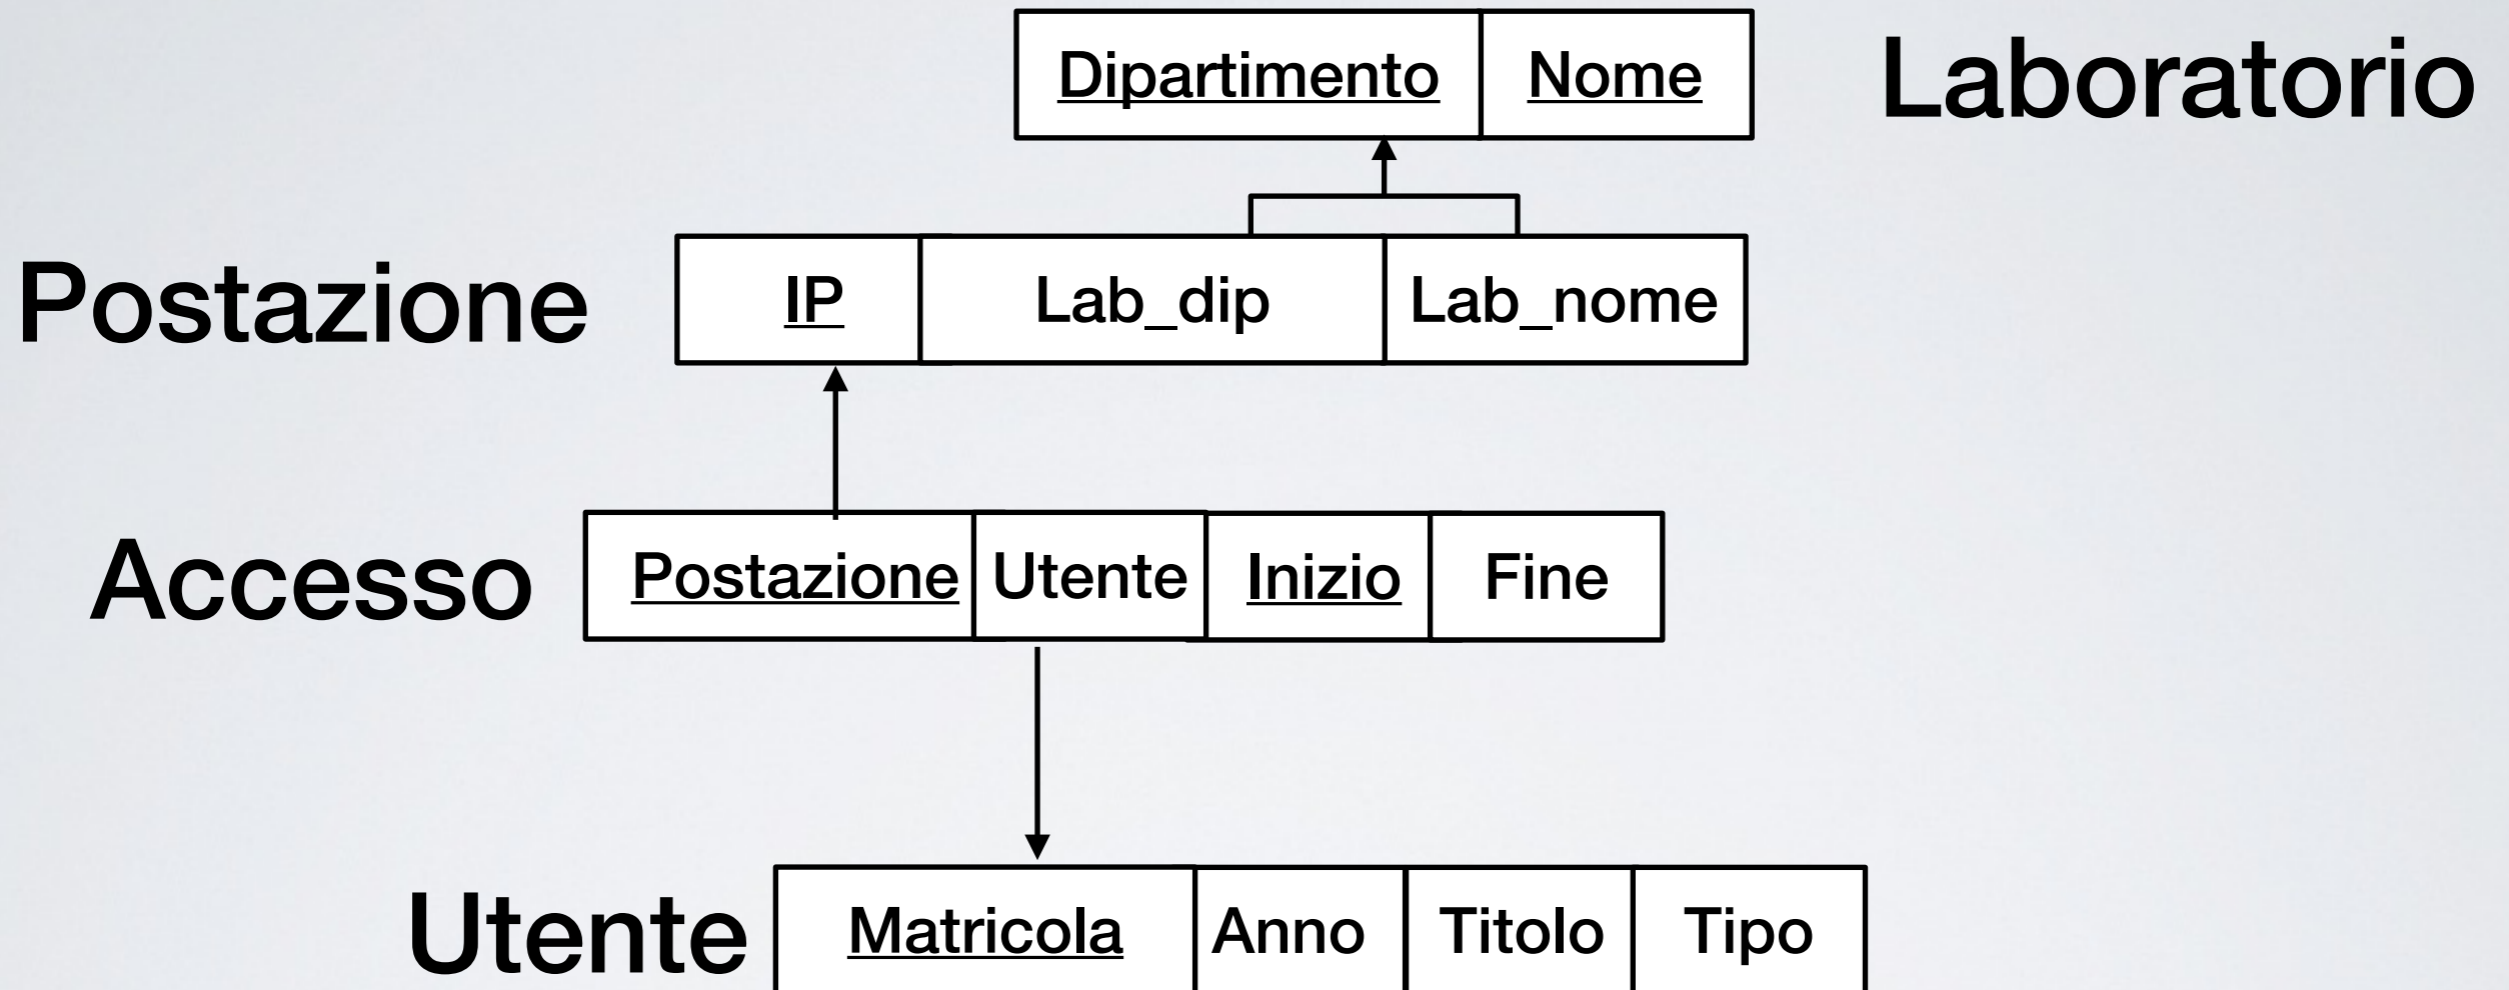 Dipartimento Nome Laboratorio
Postazione IP Lab_dip Lab_nome
Accesso Postazione Utente Inizio Fine
Utente Matricola Anno Titolo Tipo